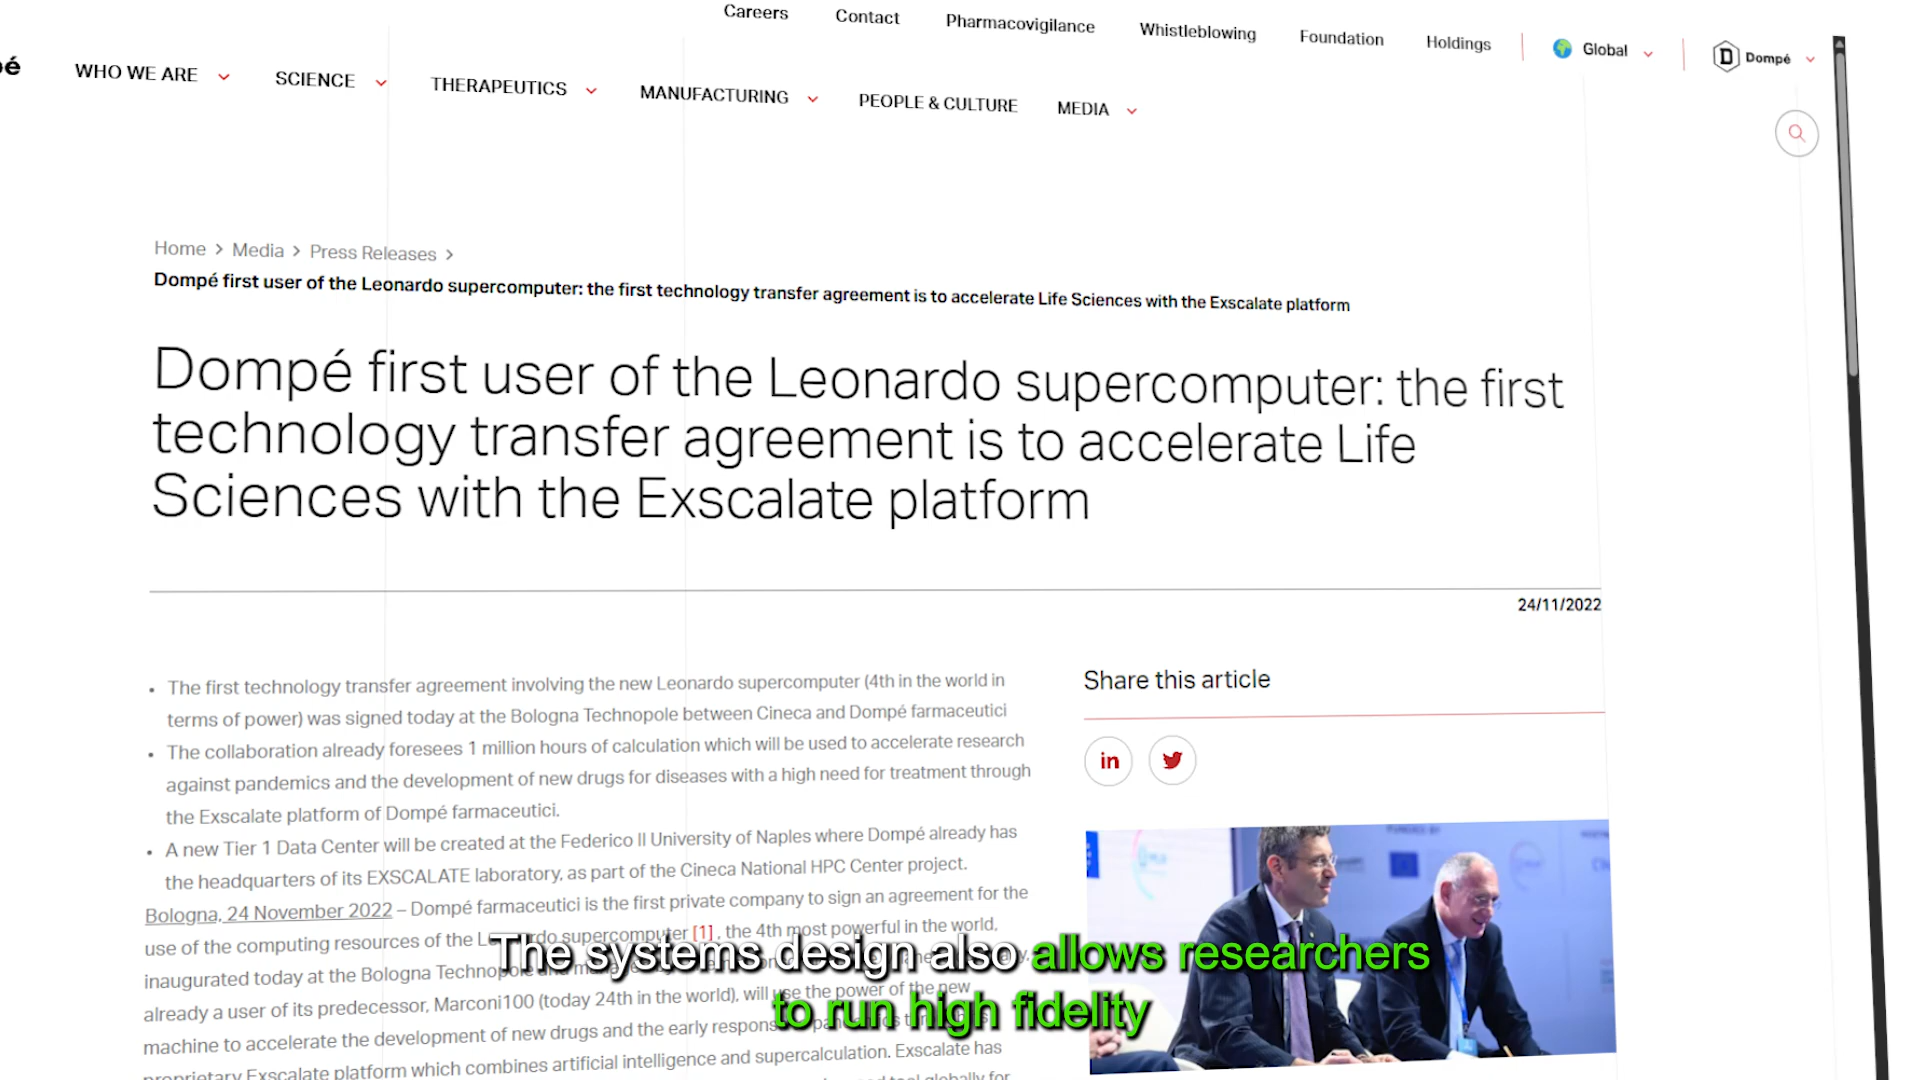 Careers Contact Pharmacovigilance Whistleblowing Foundation Holdings Global Dompé
é WHO WE ARE SCIENCE THERAPEUTICS MANUFACTURING PEOPLE & CULTURE MEDIA
Home > Media > Press Releases >
Dompé first user of the Leonardo supercomputer: the first technology transfer agreement is to accelerate Life Sciences with the Exscalate platform
Dompé first user of the Leonardo supercomputer: the first
technology transfer agreement is to accelerate Life
Sciences with the Exscalate platform
24/11/2022
• The first technology transfer agreement involving the new Leonardo supercomputer (4th in the world in
terms of power) was signed today at the Bologna Technopole between Cineca and Dompé farmaceutici
• The collaboration already foresees 1 million hours of calculation which will be used to accelerate research
against pandemics and the development of new drugs for diseases with a high need for treatment through
the Exscalate platform of Dompé farmaceutici.
• A new Tier 1 Data Center will be created at the Federico II University of Naples where Dompé already has
the headquarters of its EXSCALATE laboratory, as part of the Cineca National HPC Center project.
Bologna, 24 November 2022 – Dompé farmaceutici is the first private company to sign an agreement for the
use of the computing resources of the Leonardo supercomputer [1] , the 4th most powerful in the world,
inaugurated today at the Bologna Technopole and
already a user of its predecessor, Marconi100 (today 24th in the world), will use the power of the new
machine to accelerate the development of new drugs and the early response
proprietary Exscalate platform which combines artificial intelligence and supercalculation. Exscalate has
tool globally for
Share this article
in
The systems design also allows researchers
to run high fidelity